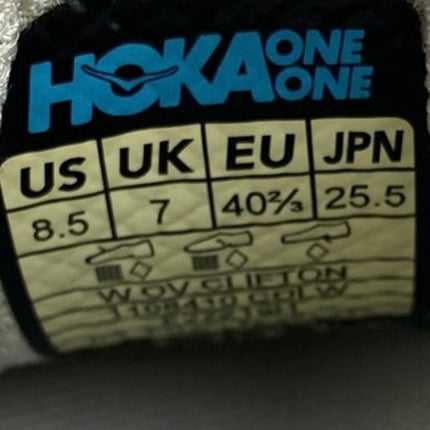 HOKA ONE ONE
US UK EU JPN
8.5 7 40⅔ 25.5
W OV CLIFTON